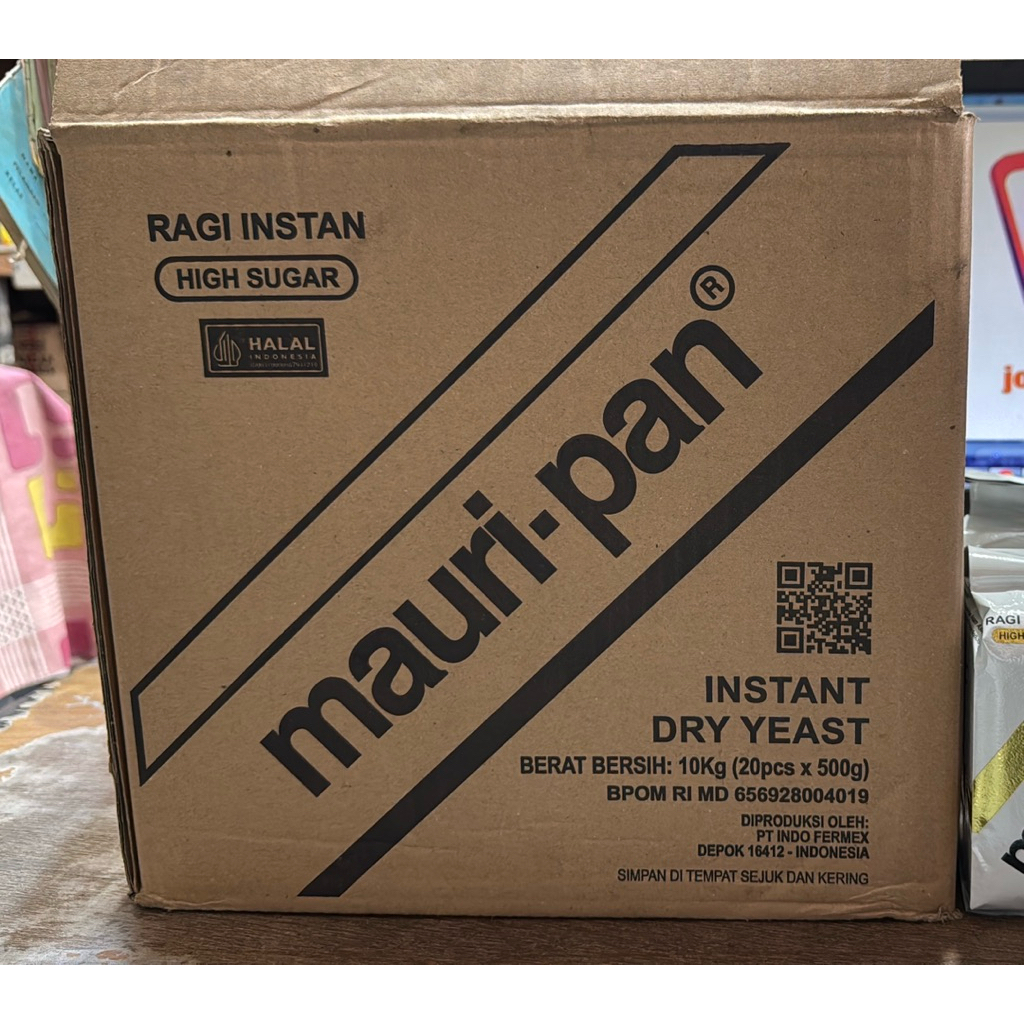 RAGI INSTAN
HIGH SUGAR
HALAL
INDONESIA
mauri-pan®
INSTANT
DRY YEAST
BERAT BERSIH: 10Kg (20pcs x 500g)
BPOM RI MD 656928004019
DIPRODUKSI OLEH:
PT INDO FERMEX
DEPOK 16412 - INDONESIA
SIMPAN DI TEMPAT SEJUK DAN KERING
RAGI
HIGH